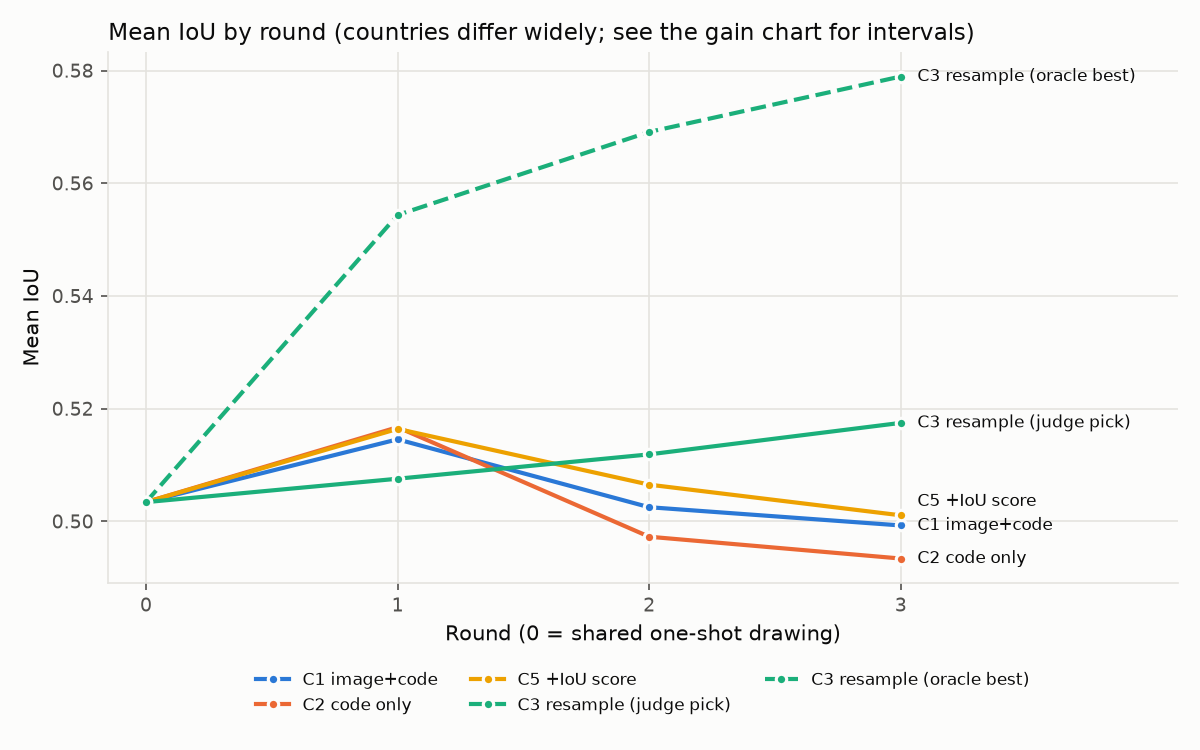 Mean IoU by round (countries differ widely; see the gain chart for intervals)
0.58
0.56
0.54
0.52
0.50
Mean IoU
C3 resample (oracle best)
C3 resample (judge pick)
C5 +IoU score
C1 image+code
C2 code only
0 1 2 3
Round (0 = shared one-shot drawing)
C1 image+code C5 +IoU score C3 resample (oracle best)
C2 code only C3 resample (judge pick)